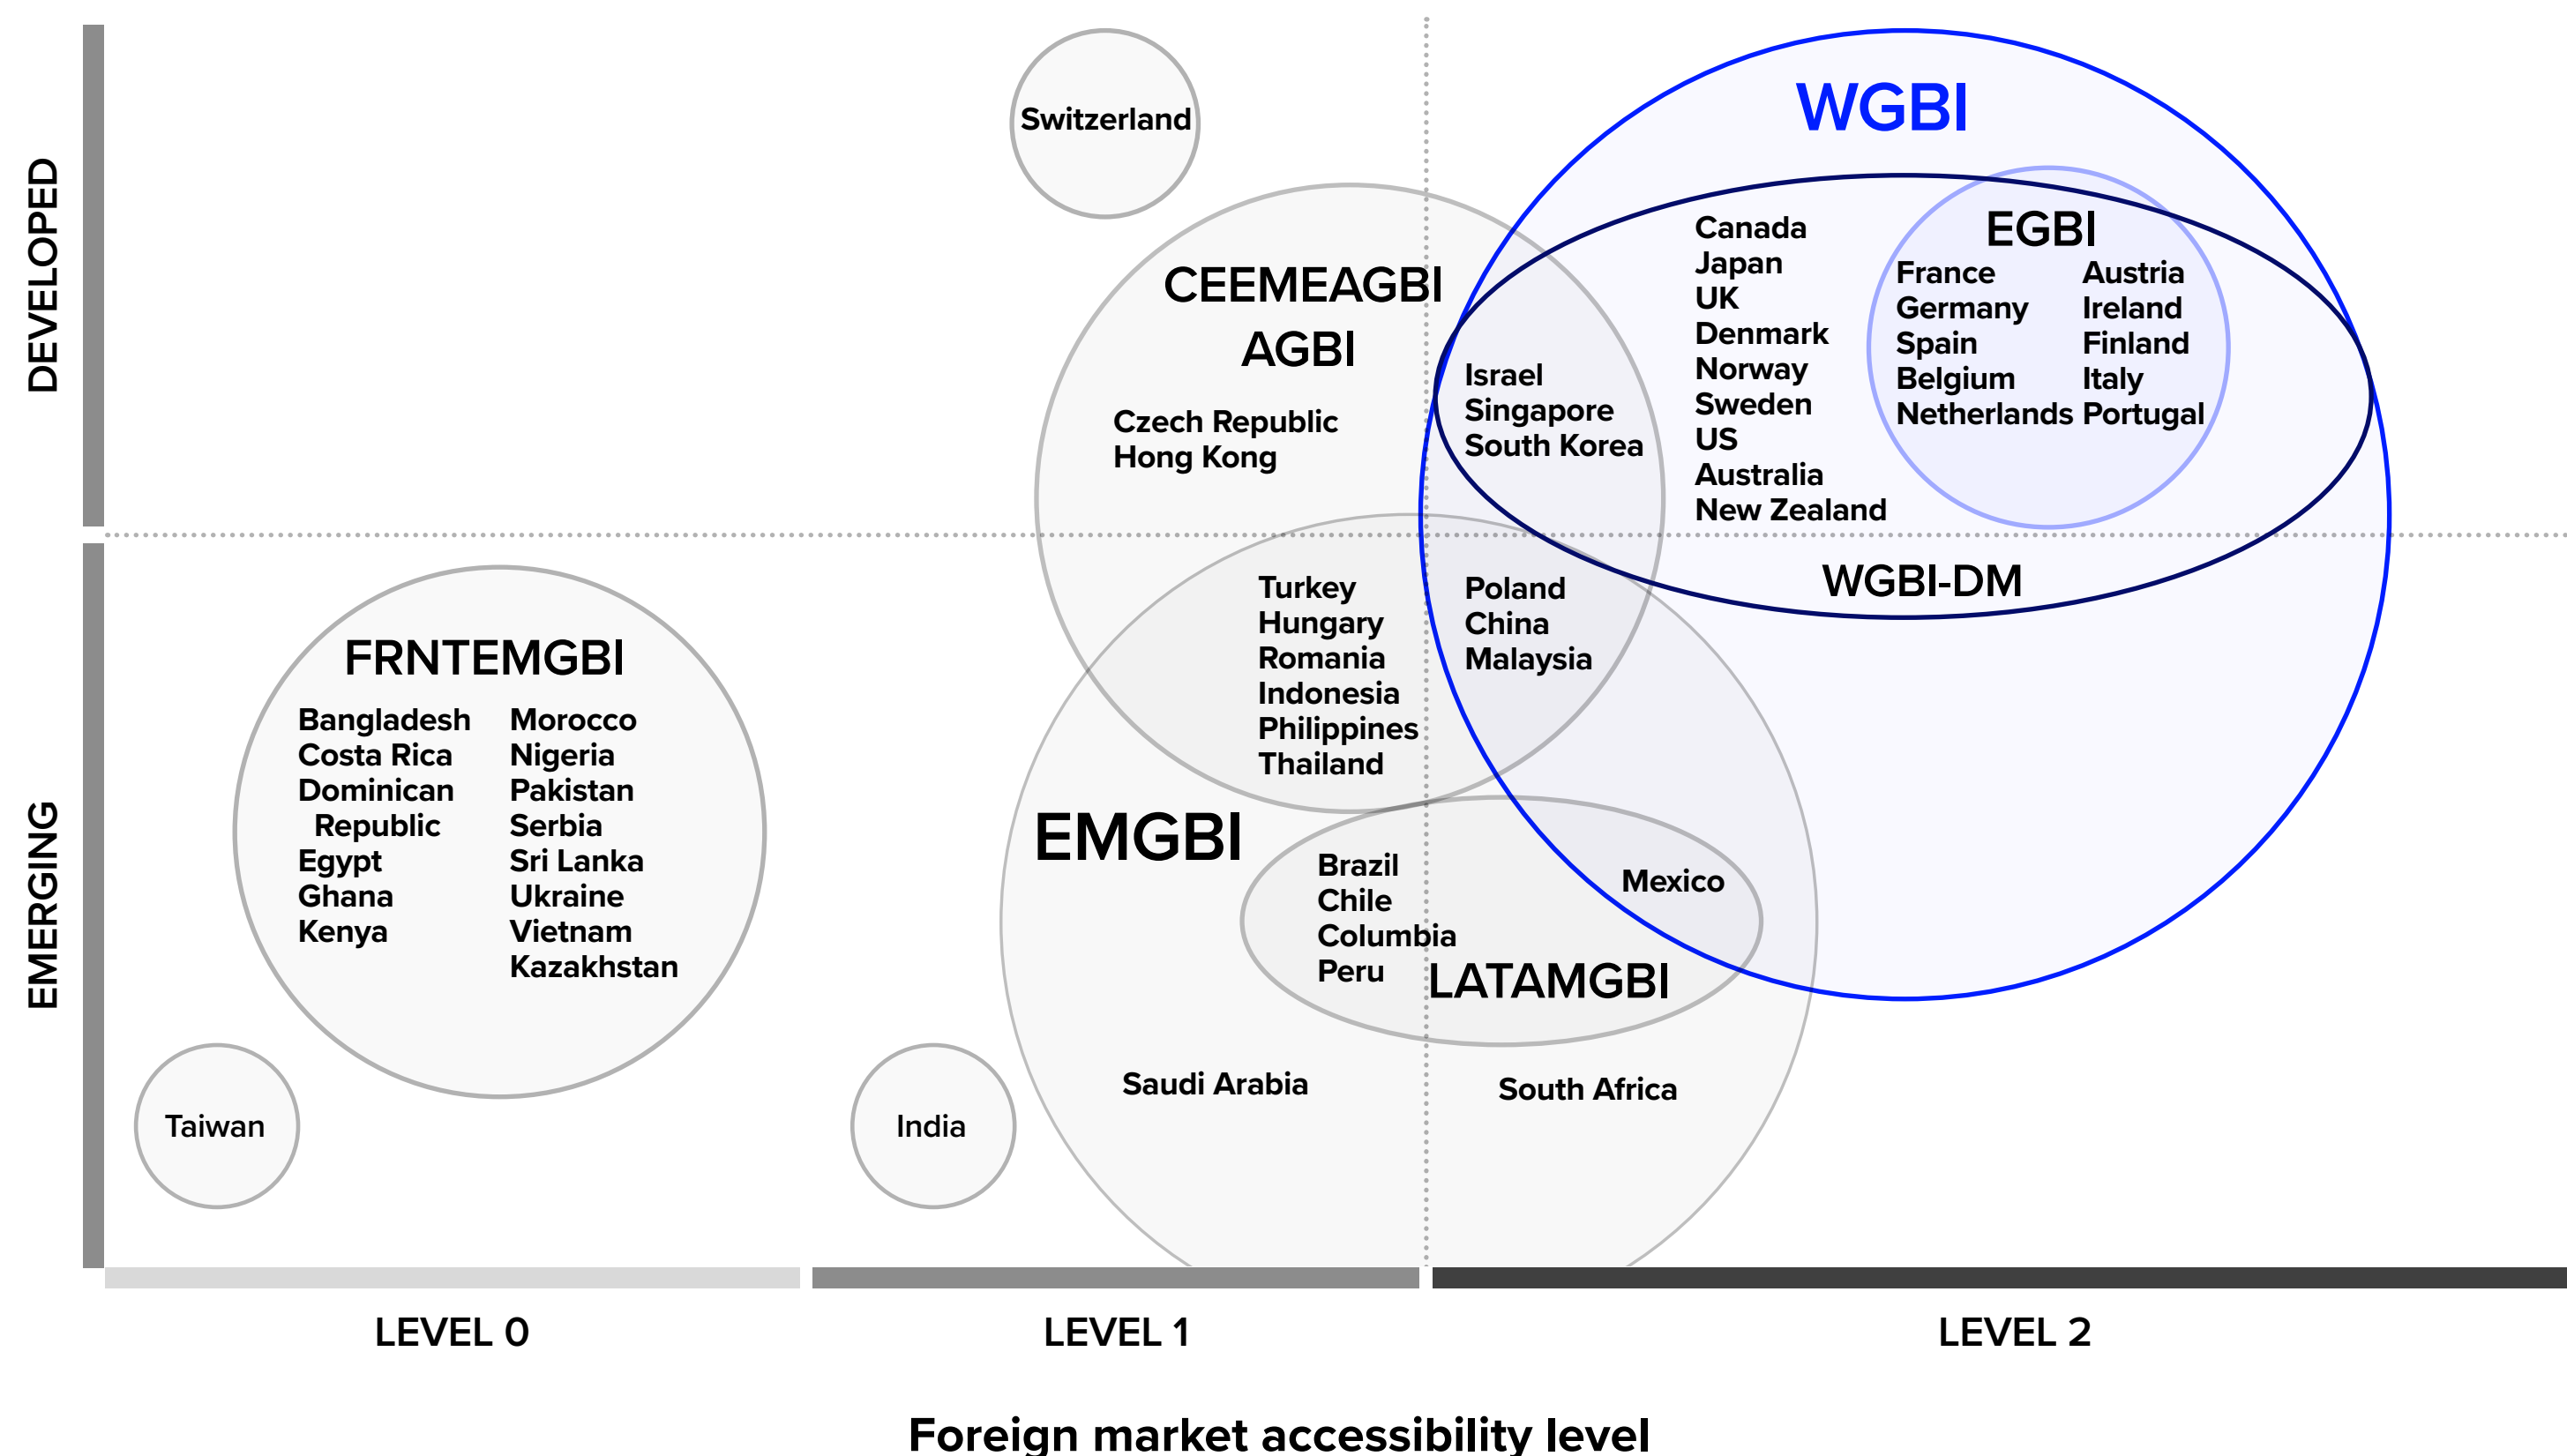 DEVELOPED
EMERGING
Switzerland
WGBI
CEEMEAGBI
AGBI
Czech Republic
Hong Kong
Israel
Singapore
South Korea
Canada
Japan
UK
Denmark
Norway
Sweden
US
Australia
New Zealand
EGBI
France
Germany
Spain
Belgium
Netherlands
Austria
Ireland
Finland
Italy
Portugal
WGBI-DM
FRNTEMGBI
Bangladesh
Costa Rica
Dominican
Republic
Egypt
Ghana
Kenya
Morocco
Nigeria
Pakistan
Serbia
Sri Lanka
Ukraine
Vietnam
Kazakhstan
Turkey
Hungary
Romania
Indonesia
Philippines
Thailand
Poland
China
Malaysia
EMGBI
Brazil
Chile
Columbia
Peru
Mexico
LATAMGBI
Saudi Arabia
South Africa
Taiwan
India
LEVEL 0
LEVEL 1
LEVEL 2
Foreign market accessibility level